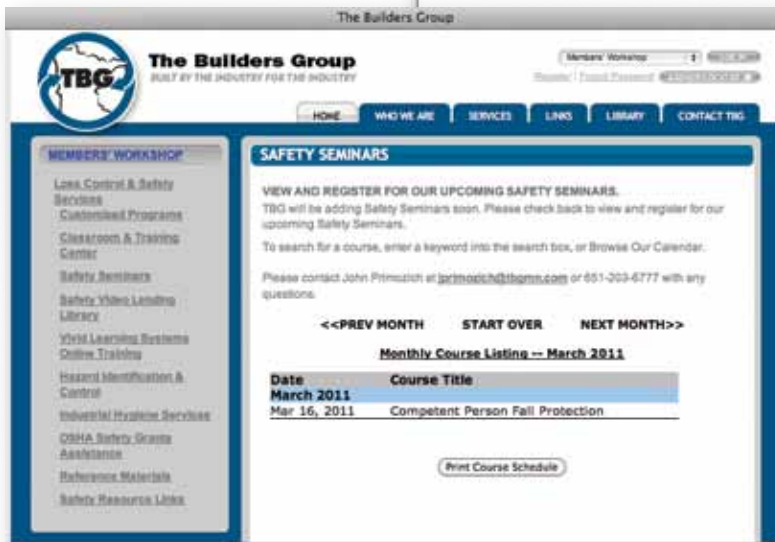 The Builders Group
TBG
The Builders Group
BUILT BY THE INDUSTRY FOR THE INDUSTRY
Members' Workshop
Register | Forgot Password
HOME
WHO WE ARE
SERVICES
LINKS
LIBRARY
CONTACT TBG
MEMBERS' WORKSHOP
Loss Control & Safety
Services
Customized Programs
Classroom & Training
Center
Safety Seminars
Safety Video Lending
Library
Vivid Learning Systems
Online Training
Hazard Identification &
Control
Industrial Hygiene Services
OSHA Safety Grants
Assistance
Reference Materials
Safety Resource Links
SAFETY SEMINARS
VIEW AND REGISTER FOR OUR UPCOMING SAFETY SEMINARS.
TBG will be adding Safety Seminars soon. Please check back to view and register for our
upcoming Safety Seminars.
To search for a course, enter a keyword into the search box, or Browse Our Calendar.
Please contact John Primozich at jprimozich@tbgmn.com or 651-203-6777 with any
questions.
<<PREV MONTH START OVER NEXT MONTH>>
Monthly Course Listing -- March 2011
Date Course Title
March 2011
Mar 16, 2011 Competent Person Fall Protection
Print Course Schedule